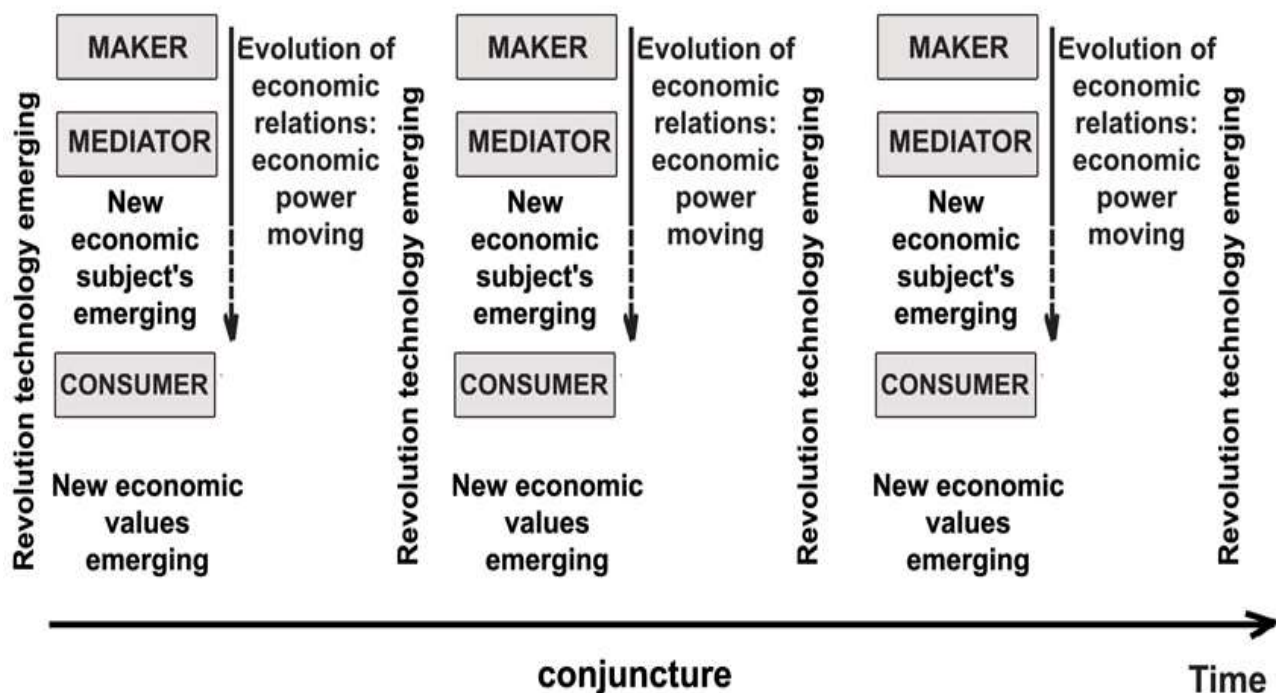 Revolution technology emerging
MAKER
MEDIATOR
New
economic
subject's
emerging
CONSUMER
New economic
values
emerging
Evolution of
economic
relations:
economic
power
moving
Revolution technology emerging
MAKER
MEDIATOR
New
economic
subject's
emerging
CONSUMER
New economic
values
emerging
Evolution of
economic
relations:
economic
power
moving
Revolution technology emerging
MAKER
MEDIATOR
New
economic
subject's
emerging
CONSUMER
New economic
values
emerging
Evolution of
economic
relations:
economic
power
moving
Revolution technology emerging
conjuncture
Time